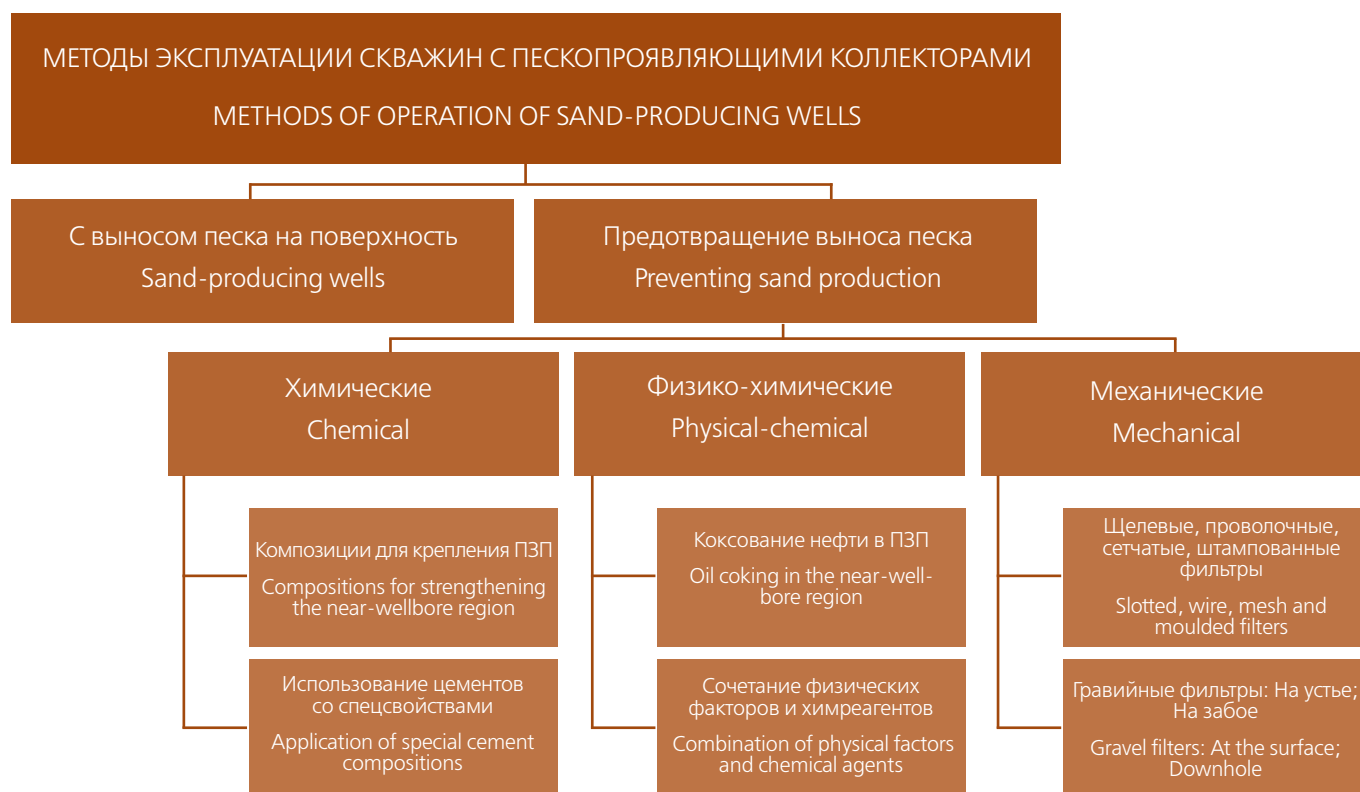 МЕТОДЫ ЭКСПЛУАТАЦИИ СКВАЖИН С ПЕСКОПРОЯВЛЯЮЩИМИ КОЛЛЕКТОРАМИ
METHODS OF OPERATION OF SAND-PRODUCING WELLS
С выносом песка на поверхность
Sand-producing wells
Предотвращение выноса песка
Preventing sand production
Химические
Chemical
Физико-химические
Physical-chemical
Механические
Mechanical
Композиции для крепления ПЗП
Compositions for strengthening
the near-wellbore region
Коксование нефти в ПЗП
Oil coking in the near-well-
bore region
Щелевые, проволочные,
сетчатые, штампованные
фильтры
Slotted, wire, mesh and
moulded filters
Использование цементов
со спецсвойствами
Application of special cement
compositions
Сочетание физических
факторов и химреагентов
Combination of physical factors
and chemical agents
Гравийные фильтры: На устье;
На забое
Gravel filters: At the surface;
Downhole